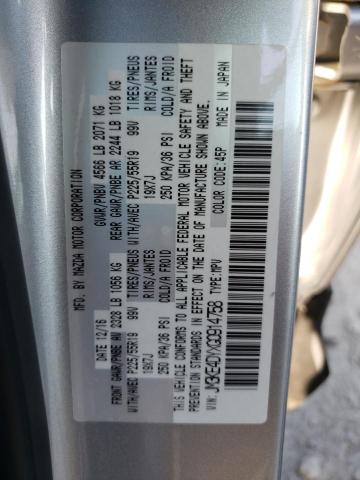 MFD. BY MAZDA MOTOR CORPORATION
DATE: 12/16 GVWR/PNBV 4566 LB 2071 KG
FRONT GAWR/PNBE AV 2328 LB 1056 KG REAR GAWR/PNBE AR 2244 LB 1018 KG
WITH/AVEC P225/55R19 99V TIRES/PNEUS WITH/AVEC P225/55R19 99V TIRES/PNEUS
19X7J RIMS/JANTES 19X7J RIMS/JANTES
250 KPA/36 PSI COLD/A FROID 250 KPA/36 PSI COLD/A FROID
THIS VEHICLE CONFORMS TO ALL APPLICABLE FEDERAL MOTOR VEHICLE SAFETY AND THEFT
PREVENTION STANDARDS IN EFFECT ON THE DATE OF MANUFACTURE SHOWN ABOVE.
MADE IN JAPAN
VIN: JM3KE4DYXG0914758 TYPE: MPV COLOR CODE: 45P